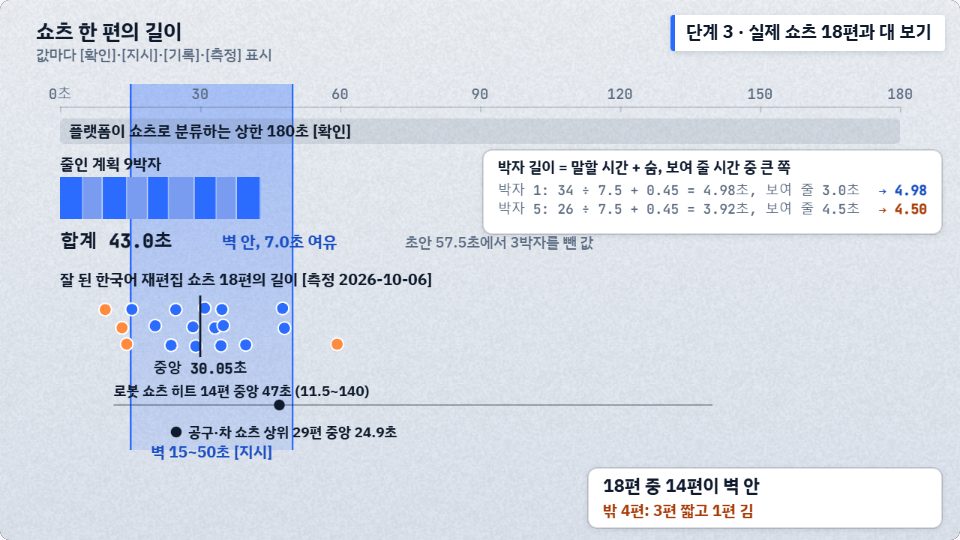 쇼츠 한 편의 길이
값마다 [확인]·[지시]·[기록]·[측정] 표시
단계 3 · 실제 쇼츠 18편과 대 보기
0초 30 60 90 120 150 180
플랫폼이 쇼츠로 분류하는 상한 180초 [확인]
줄인 계획 9박자
박자 길이 = 말할 시간 + 숨, 보여 줄 시간 중 큰 쪽
박자 1: 34 ÷ 7.5 + 0.45 = 4.98초, 보여 줄 3.0초 → 4.98
박자 5: 26 ÷ 7.5 + 0.45 = 3.92초, 보여 줄 4.5초 → 4.50
합계 43.0초 벽 안, 7.0초 여유 초안 57.5초에서 3박자를 뺀 값
잘 된 한국어 재편집 쇼츠 18편의 길이 [측정 2026-10-06]
중앙 30.05초
로봇 쇼츠 히트 14편 중앙 47초 (11.5~140)
공구·차 쇼츠 상위 29편 중앙 24.9초
벽 15~50초 [지시]
18편 중 14편이 벽 안
밖 4편: 3편 짧고 1편 김